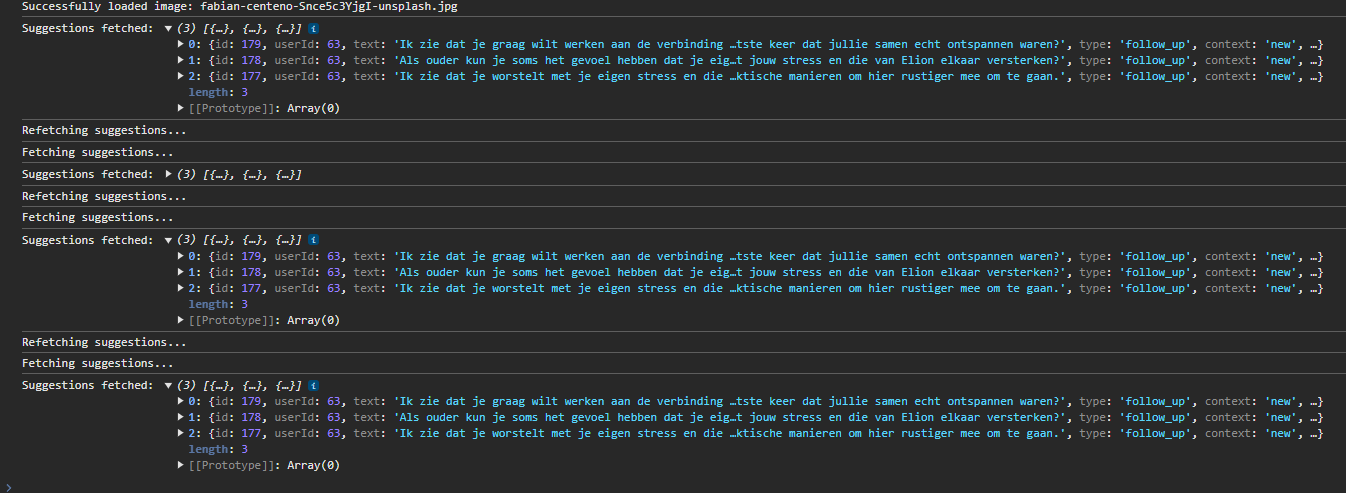 Successfully loaded image: fabian-centeno-Snce5c3YjgI-unsplash.jpg
Suggestions fetched: ▼ (3) [{…}, {…}, {…}] i
▶ 0: {id: 179, userId: 63, text: 'Ik zie dat je graag wilt werken aan de verbinding …tste keer dat jullie samen echt ontspannen waren?', type: 'follow_up', context: 'new', …}
▶ 1: {id: 178, userId: 63, text: 'Als ouder kun je soms het gevoel hebben dat je eig…t jouw stress en die van Elion elkaar versterken?', type: 'follow_up', context: 'new', …}
▶ 2: {id: 177, userId: 63, text: 'Ik zie dat je worstelt met je eigen stress en die …ktische manieren om hier rustiger mee om te gaan.', type: 'follow_up', context: 'new', …}
length: 3
▶ [[Prototype]]: Array(0)
Refetching suggestions...
Fetching suggestions...
Suggestions fetched: ▶ (3) [{…}, {…}, {…}]
Refetching suggestions...
Fetching suggestions...
Suggestions fetched: ▼ (3) [{…}, {…}, {…}] i
▶ 0: {id: 179, userId: 63, text: 'Ik zie dat je graag wilt werken aan de verbinding …tste keer dat jullie samen echt ontspannen waren?', type: 'follow_up', context: 'new', …}
▶ 1: {id: 178, userId: 63, text: 'Als ouder kun je soms het gevoel hebben dat je eig…t jouw stress en die van Elion elkaar versterken?', type: 'follow_up', context: 'new', …}
▶ 2: {id: 177, userId: 63, text: 'Ik zie dat je worstelt met je eigen stress en die …ktische manieren om hier rustiger mee om te gaan.', type: 'follow_up', context: 'new', …}
length: 3
▶ [[Prototype]]: Array(0)
Refetching suggestions...
Fetching suggestions...
Suggestions fetched: ▼ (3) [{…}, {…}, {…}] i
▶ 0: {id: 179, userId: 63, text: 'Ik zie dat je graag wilt werken aan de verbinding …tste keer dat jullie samen echt ontspannen waren?', type: 'follow_up', context: 'new', …}
▶ 1: {id: 178, userId: 63, text: 'Als ouder kun je soms het gevoel hebben dat je eig…t jouw stress en die van Elion elkaar versterken?', type: 'follow_up', context: 'new', …}
▶ 2: {id: 177, userId: 63, text: 'Ik zie dat je worstelt met je eigen stress en die …ktische manieren om hier rustiger mee om te gaan.', type: 'follow_up', context: 'new', …}
length: 3
▶ [[Prototype]]: Array(0)
>